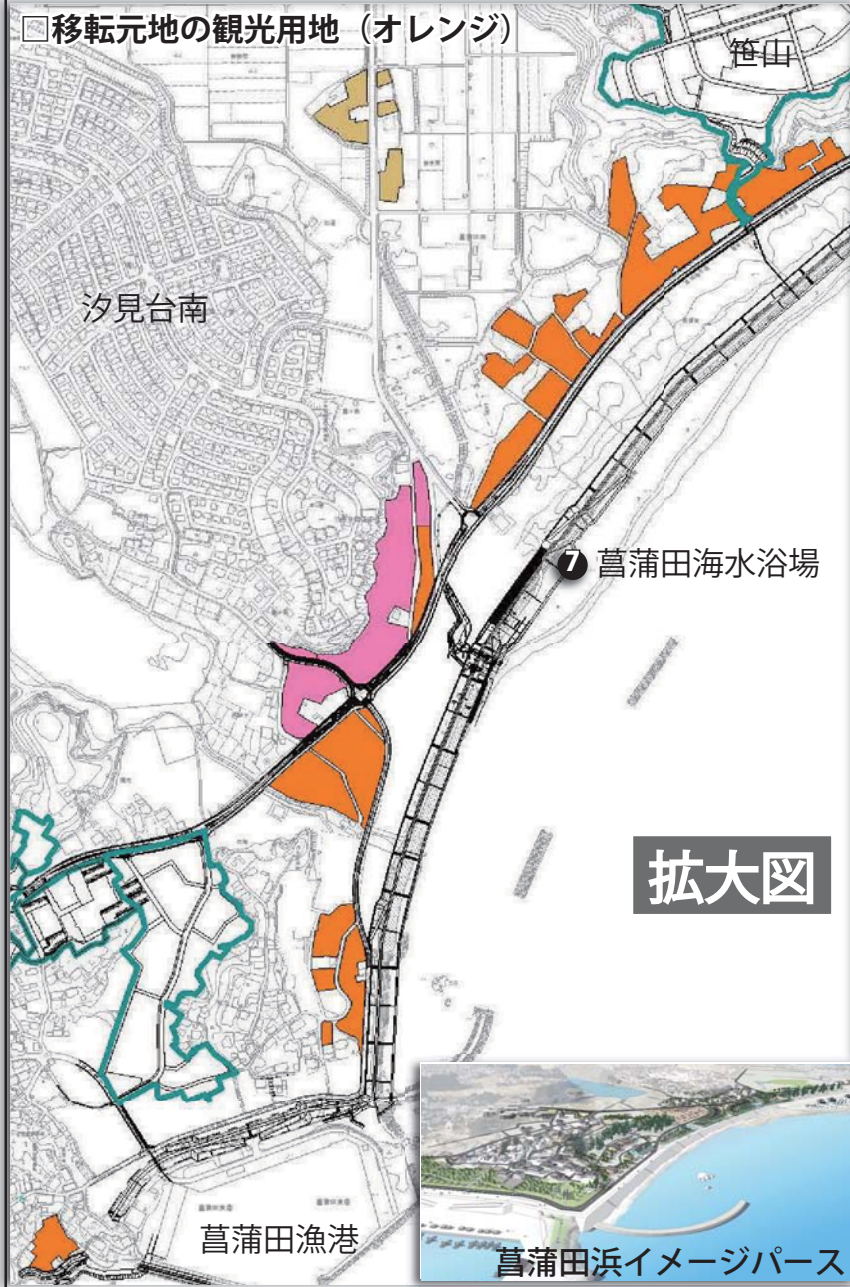 □移転元地の観光用地（オレンジ）
笹山
汐見台南
7 菖蒲田海水浴場
拡大図
菖蒲田漁港
菖蒲田浜イメージパース